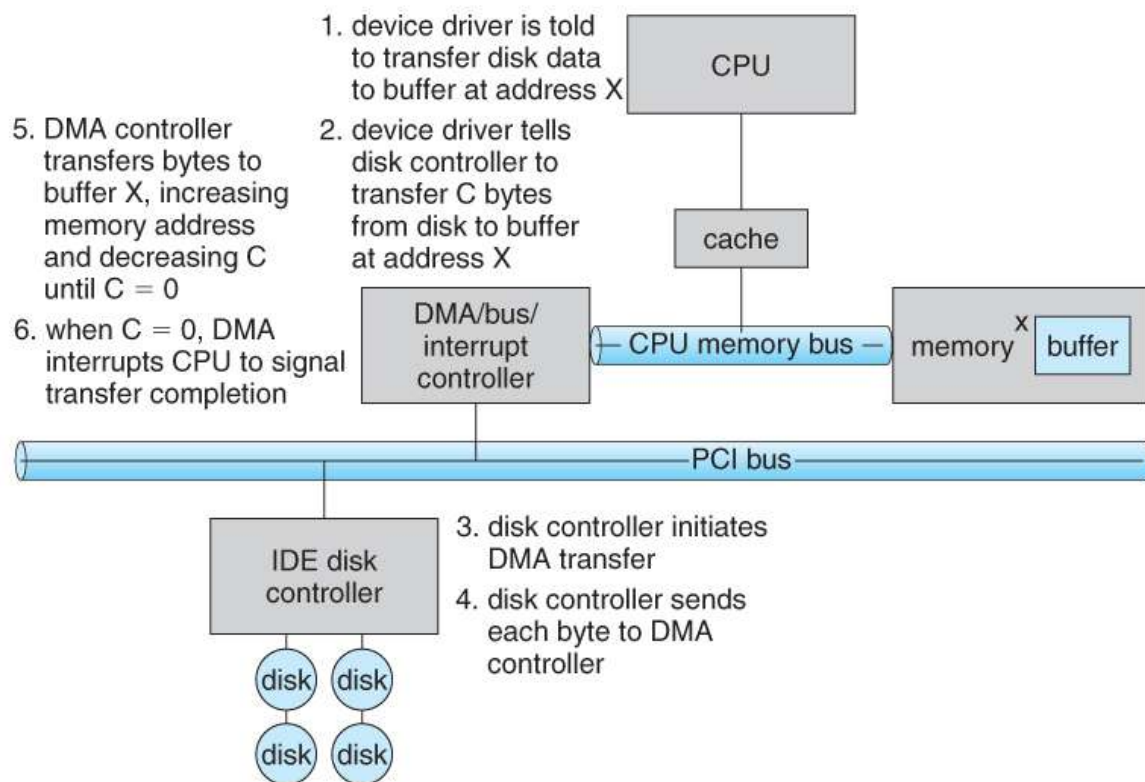 1. device driver is told
to transfer disk data
to buffer at address X
CPU
5. DMA controller
transfers bytes to
buffer X, increasing
memory address
and decreasing C
until C = 0
2. device driver tells
disk controller to
transfer C bytes
from disk to buffer
at address X
cache
6. when C = 0, DMA
interrupts CPU to signal
transfer completion
DMA/bus/
interrupt
controller
CPU memory bus
memory
x
buffer
PCI bus
IDE disk
controller
3. disk controller initiates
DMA transfer
4. disk controller sends
each byte to DMA
controller
disk
disk
disk
disk